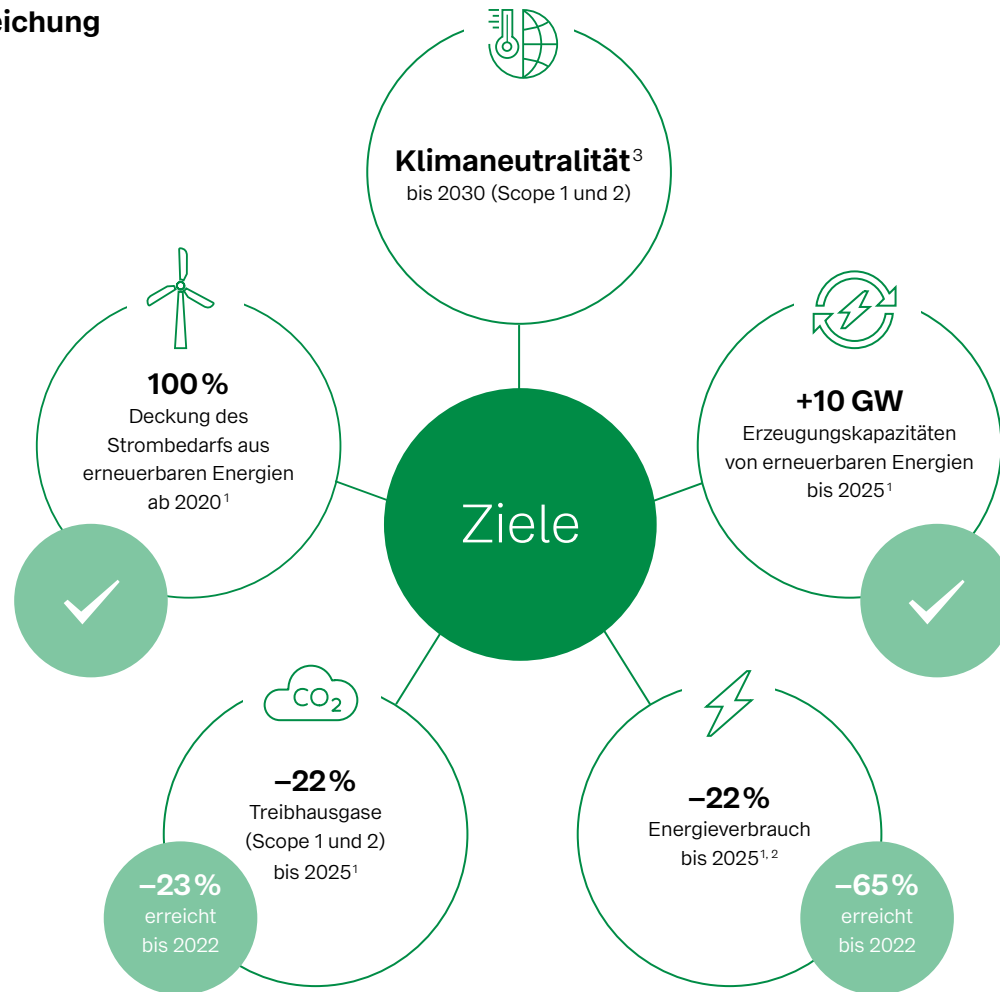 eichung
Klimaneutralität³
bis 2030 (Scope 1 und 2)
100 %
Deckung des
Strombedarfs aus
erneuerbaren Energien
ab 2020¹
+10 GW
Erzeugungskapazitäten
von erneuerbaren Energien
bis 2025¹
Ziele
CO₂
–22 %
Treibhausgase
(Scope 1 und 2)
bis 2025¹
–23 %
erreicht
bis 2022
–22 %
Energieverbrauch
bis 2025¹˒ ²
–65 %
erreicht
bis 2022